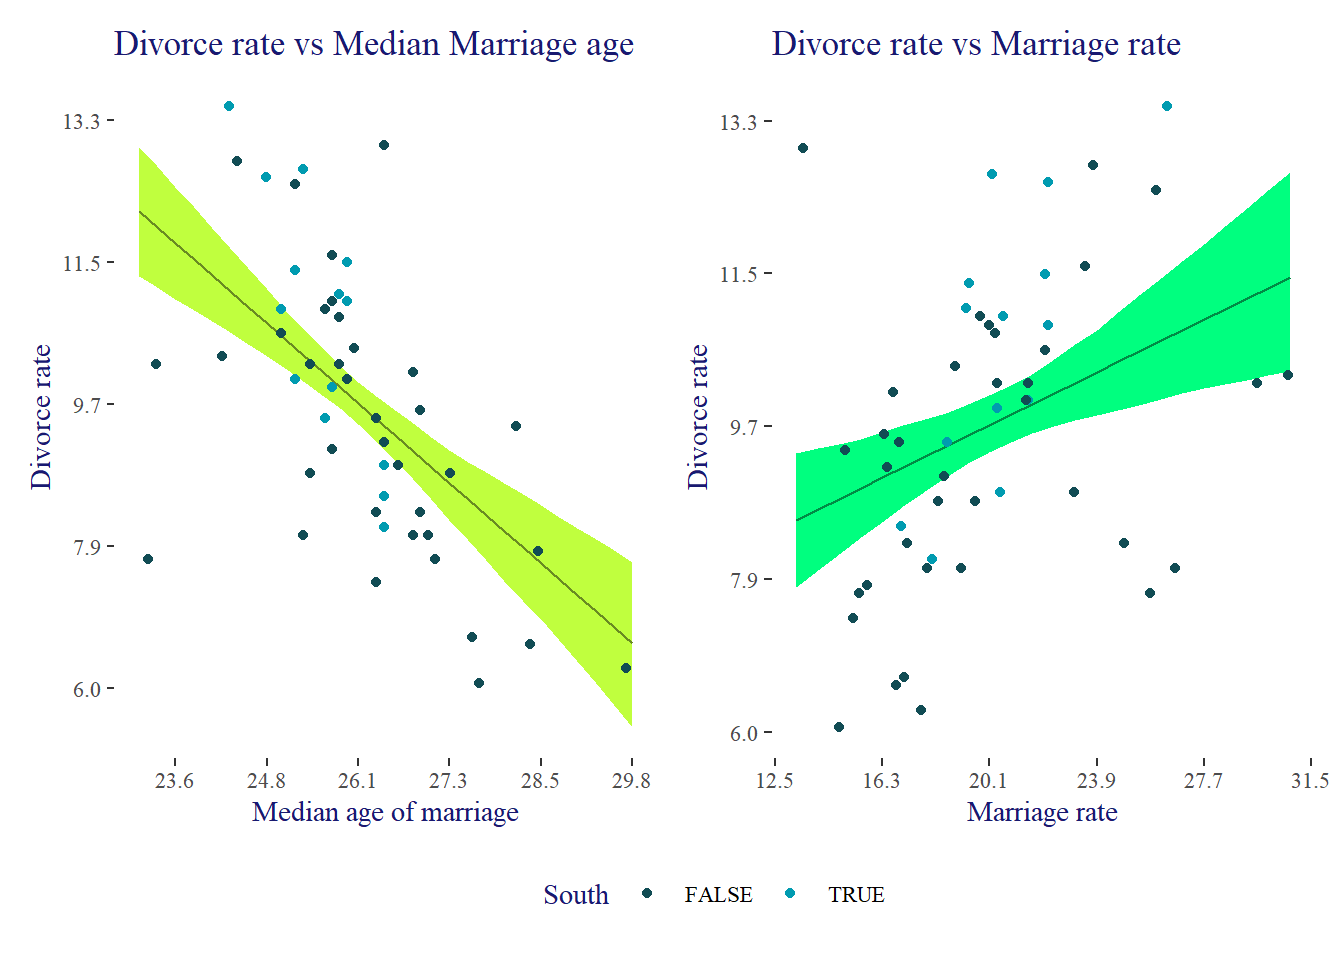 Divorce rate vs Median Marriage age
Divorce rate
13.3
11.5
9.7
7.9
6.0
23.6 24.8 26.1 27.3 28.5 29.8
Median age of marriage
Divorce rate vs Marriage rate
Divorce rate
13.3
11.5
9.7
7.9
6.0
12.5 16.3 20.1 23.9 27.7 31.5
Marriage rate
South FALSE TRUE